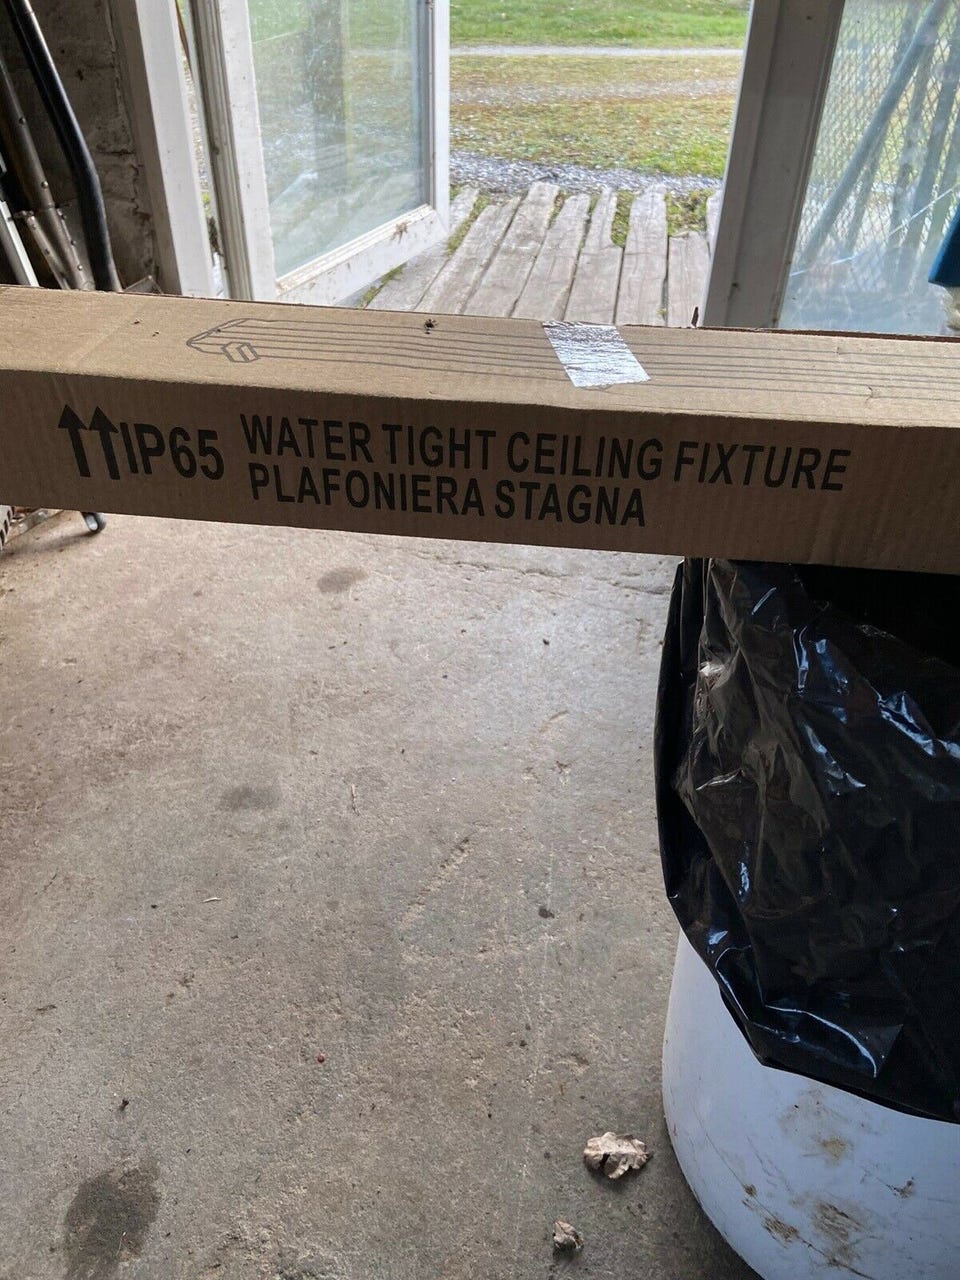 IP65 WATER TIGHT CEILING FIXTURE
PLAFONIERA STAGNA